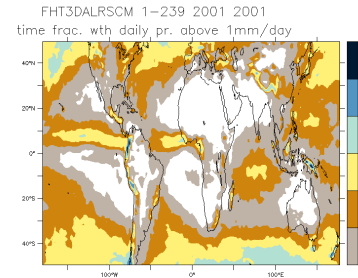 FHT3DALRSCM 1-239 2001 2001
time frac. wth daily pr. above 1mm/day
40°N
20°N
0°
20°S
40°S
100°W
0°
100°E